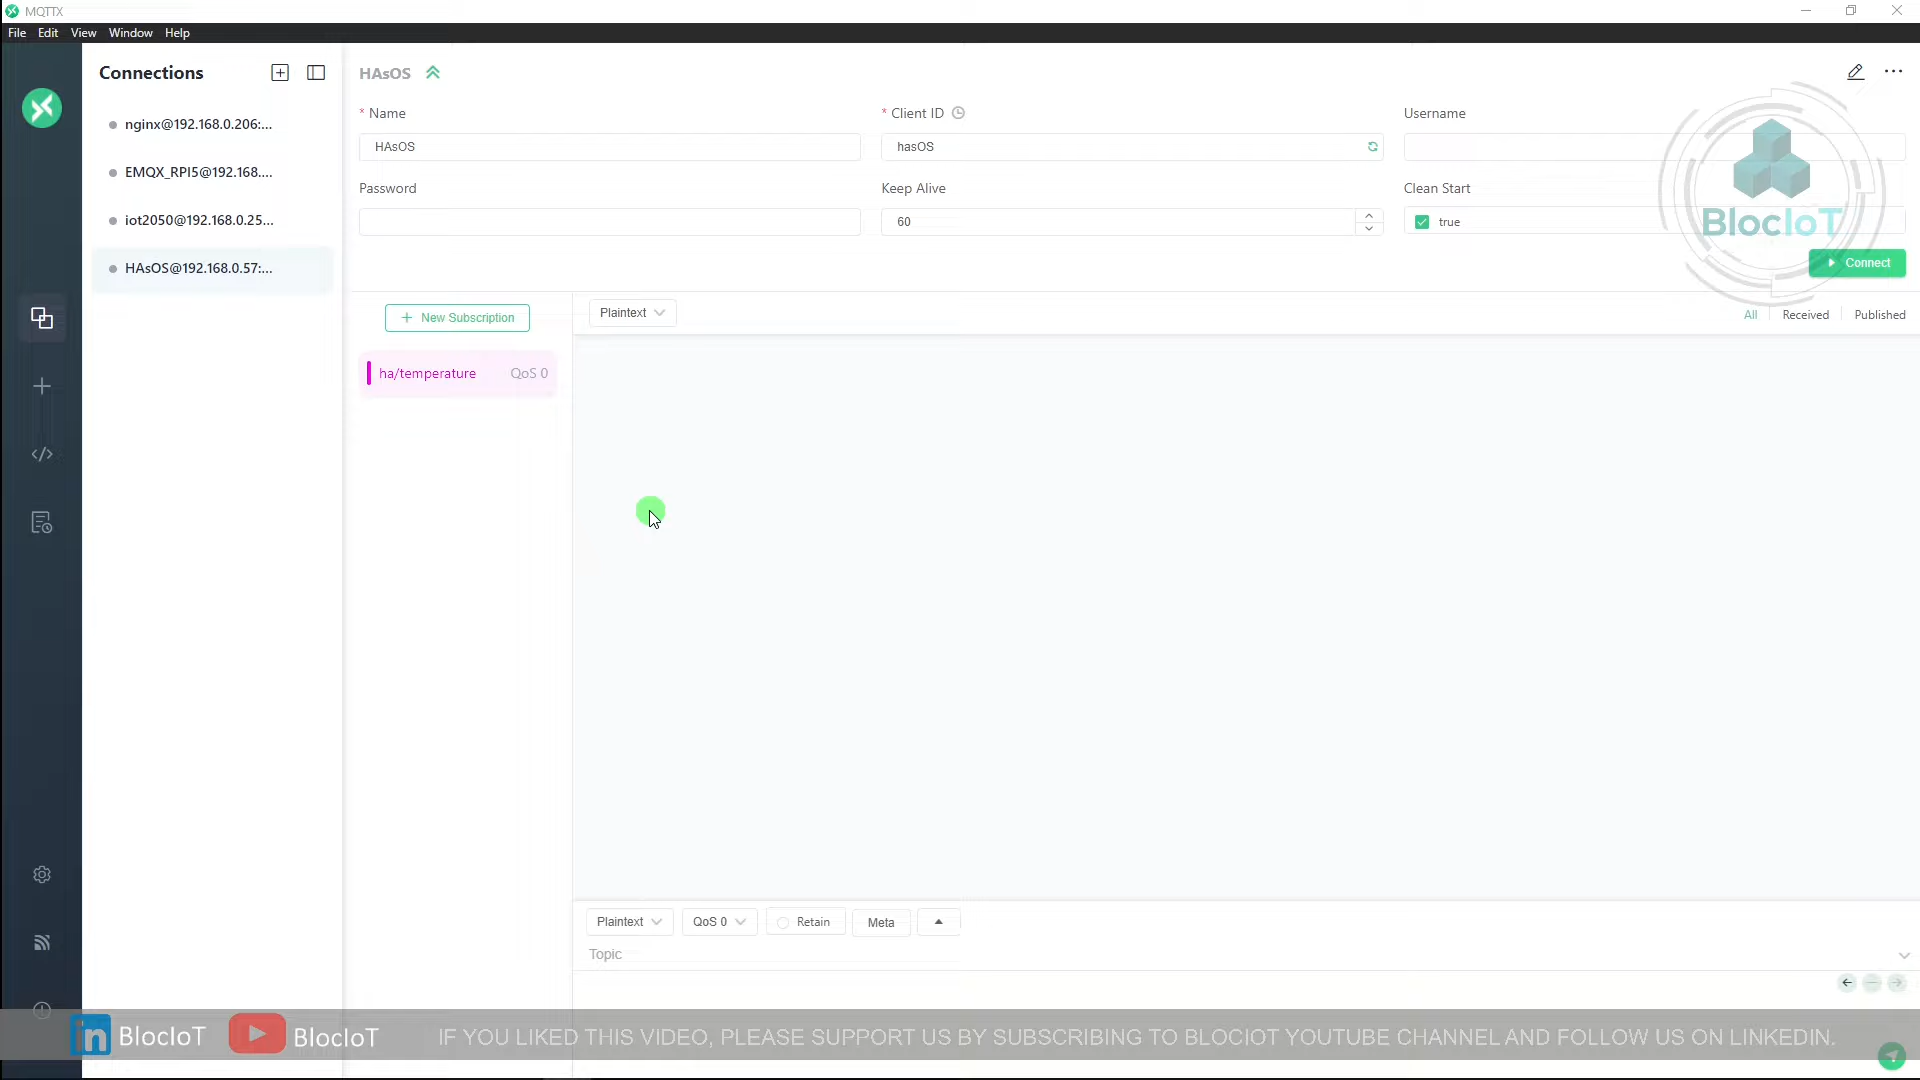 MQTTX
File Edit View Window Help
Connections
nginx@192.168.0.206:...
EMQX_RPI5@192.168....
iot2050@192.168.0.25...
HAsOS@192.168.0.57:...
HAsOS
* Name
* Client ID
Username
HAsOS
hasOS
Password
Keep Alive
Clean Start
60
true
BlocIoT
Connect
+ New Subscription
Plaintext
All Received Published
ha/temperature QoS 0
Plaintext QoS 0 Retain Meta
Topic
in BlocIoT BlocIoT IF YOU LIKED THIS VIDEO, PLEASE SUPPORT US BY SUBSCRIBING TO BLOCIOT YOUTUBE CHANNEL AND FOLLOW US ON LINKEDIN.